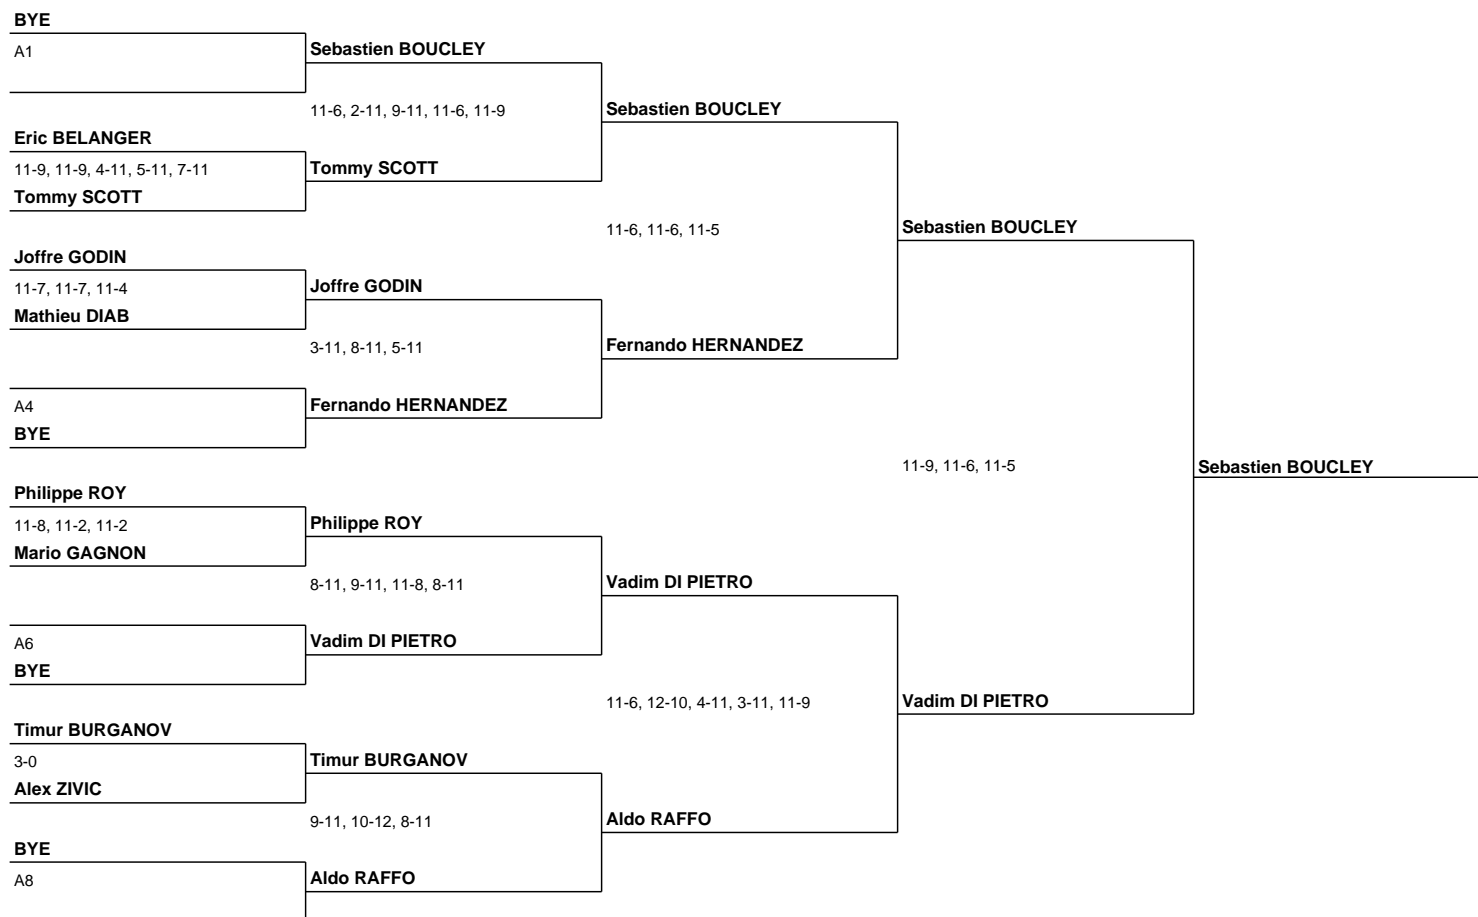 BYE
A1
Eric BELANGER
11-9, 11-9, 4-11, 5-11, 7-11
Tommy SCOTT
Joffre GODIN
11-7, 11-7, 11-4
Mathieu DIAB
A4
BYE
Philippe ROY
11-8, 11-2, 11-2
Mario GAGNON
A6
BYE
Timur BURGANOV
3-0
Alex ZIVIC
BYE
A8
Sebastien BOUCLEY
11-6, 2-11, 9-11, 11-6, 11-9
Tommy SCOTT
Joffre GODIN
3-11, 8-11, 5-11
Fernando HERNANDEZ
Philippe ROY
8-11, 9-11, 11-8, 8-11
Vadim DI PIETRO
Timur BURGANOV
9-11, 10-12, 8-11
Aldo RAFFO
Sebastien BOUCLEY
11-6, 11-6, 11-5
Fernando HERNANDEZ
Vadim DI PIETRO
11-6, 12-10, 4-11, 3-11, 11-9
Aldo RAFFO
Sebastien BOUCLEY
11-9, 11-6, 11-5
Vadim DI PIETRO
Sebastien BOUCLEY